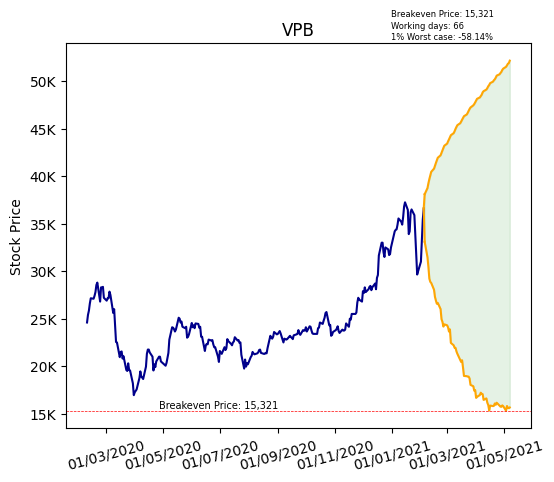 Breakeven Price: 15,321
Working days: 66
1% Worst case: -58.14%
VPB
Stock Price
50K
45K
40K
35K
30K
25K
20K
15K
Breakeven Price: 15,321
01/03/2020
01/05/2020
01/07/2020
01/09/2020
01/11/2020
01/01/2021
01/03/2021
01/05/2021